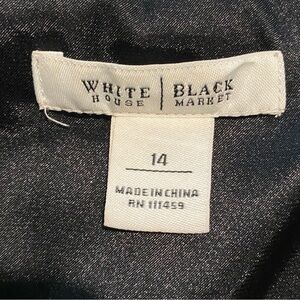 WHITE HOUSE | BLACK MARKET
14
MADE IN CHINA
RN 111459